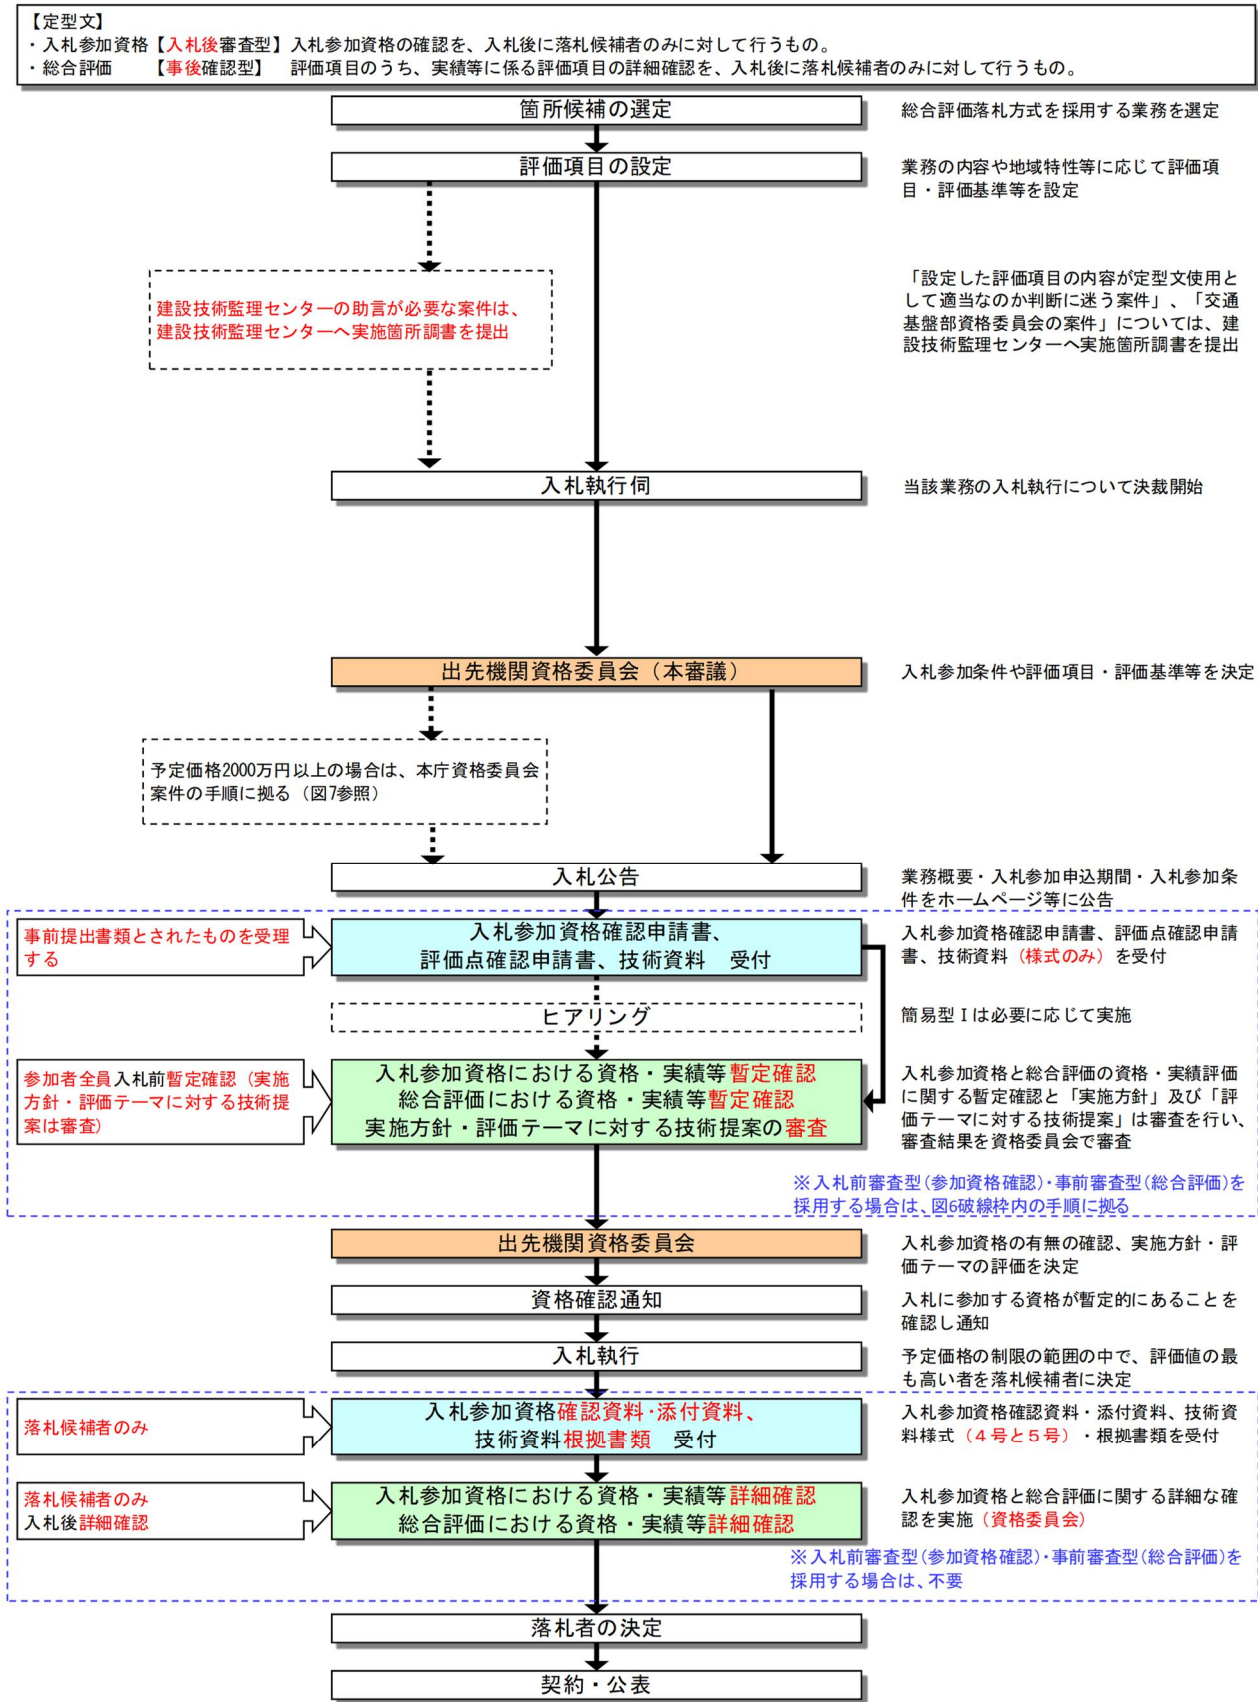 【定型文】
・入札参加資格【入札後審査型】入札参加資格の確認を、入札後に落札候補者のみに対して行うもの。
・総合評価　　【事後確認型】　評価項目のうち、実績等に係る評価項目の詳細確認を、入札後に落札候補者のみに対して行うもの。
箇所候補の選定
総合評価落札方式を採用する業務を選定
評価項目の設定
業務の内容や地域特性等に応じて評価項
目・評価基準等を設定
建設技術監理センターの助言が必要な案件は、
建設技術監理センターへ実施箇所調書を提出
「設定した評価項目の内容が定型文使用と
して適当なのか判断に迷う案件」、「交通
基盤部資格委員会の案件」については、建
設技術監理センターへ実施箇所調書を提出
入札執行伺
当該業務の入札執行について決裁開始
出先機関資格委員会（本審議）
入札参加条件や評価項目・評価基準等を決定
予定価格2000万円以上の場合は、本庁資格委員会
案件の手順に拠る（図7参照）
入札公告
業務概要・入札参加申込期間・入札参加条
件をホームページ等に公告
事前提出書類とされたものを受理
する
入札参加資格確認申請書、
評価点確認申請書、技術資料　受付
入札参加資格確認申請書、評価点確認申請
書、技術資料（様式のみ）を受付
ヒアリング
簡易型Ⅰは必要に応じて実施
参加者全員入札前暫定確認（実施
方針・評価テーマに対する技術提
案は審査）
入札参加資格における資格・実績等暫定確認
総合評価における資格・実績等暫定確認
実施方針・評価テーマに対する技術提案の審査
入札参加資格と総合評価の資格・実績評価
に関する暫定確認と「実施方針」及び「評
価テーマに対する技術提案」は審査を行い、
審査結果を資格委員会で審査
※入札前審査型(参加資格確認)・事前審査型(総合評価)を
採用する場合は、図6破線枠内の手順に拠る
出先機関資格委員会
入札参加資格の有無の確認、実施方針・評
価テーマの評価を決定
資格確認通知
入札に参加する資格が暫定的にあることを
確認し通知
入札執行
予定価格の制限の範囲の中で、評価値の最
も高い者を落札候補者に決定
落札候補者のみ
入札参加資格確認資料・添付資料、
技術資料根拠書類　受付
入札参加資格確認資料・添付資料、技術資
料様式（４号と５号）・根拠書類を受付
落札候補者のみ
入札後詳細確認
入札参加資格における資格・実績等詳細確認
総合評価における資格・実績等詳細確認
入札参加資格と総合評価に関する詳細な確
認を実施（資格委員会）
※入札前審査型(参加資格確認)・事前審査型(総合評価)を
採用する場合は、不要
落札者の決定
契約・公表